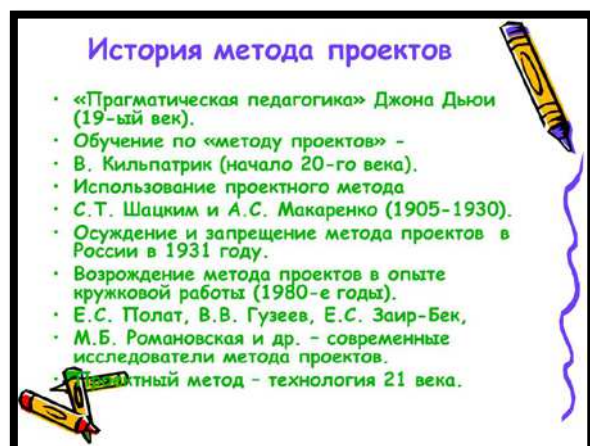 История метода проектов
• «Прагматическая педагогика» Джона Дьюи
(19-ый век).
• Обучение по «методу проектов» -
• В. Кильпатрик (начало 20-го века).
• Использование проектного метода
• С.Т. Шацким и А.С. Макаренко (1905-1930).
• Осуждение и запрещение метода проектов в
России в 1931 году.
• Возрождение метода проектов в опыте
кружковой работы (1980-е годы).
• Е.С. Полат, В.В. Гузеев, Е.С. Заир-Бек,
• М.Б. Романовская и др. – современные
исследователи метода проектов.
• Проектный метод – технология 21 века.